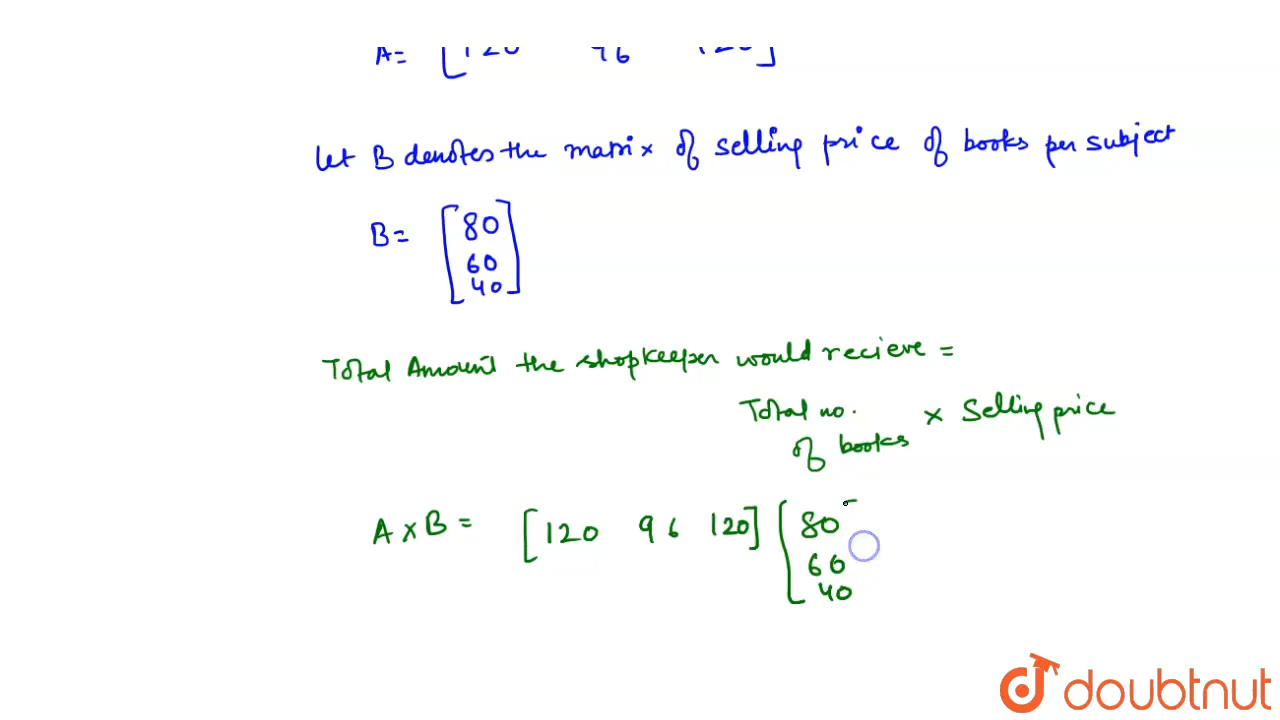 A= [120 96 120]
Let B denotes the matrix of selling price of books per subject
B= [80
60
40]
Total Amount the shopkeeper would recieve =
Total no. of books × Selling price
A × B = [120 96 120] [80
60
40
doubtnut